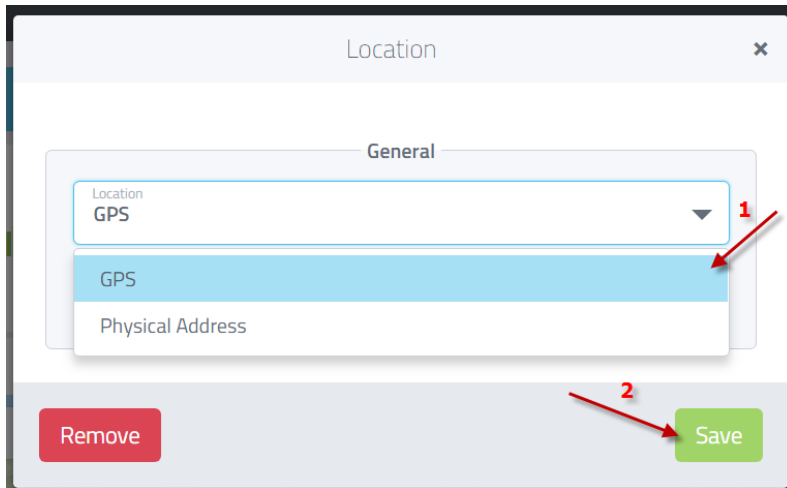 Location
×
General
Location
GPS
1
GPS
Physical Address
2
Remove
Save